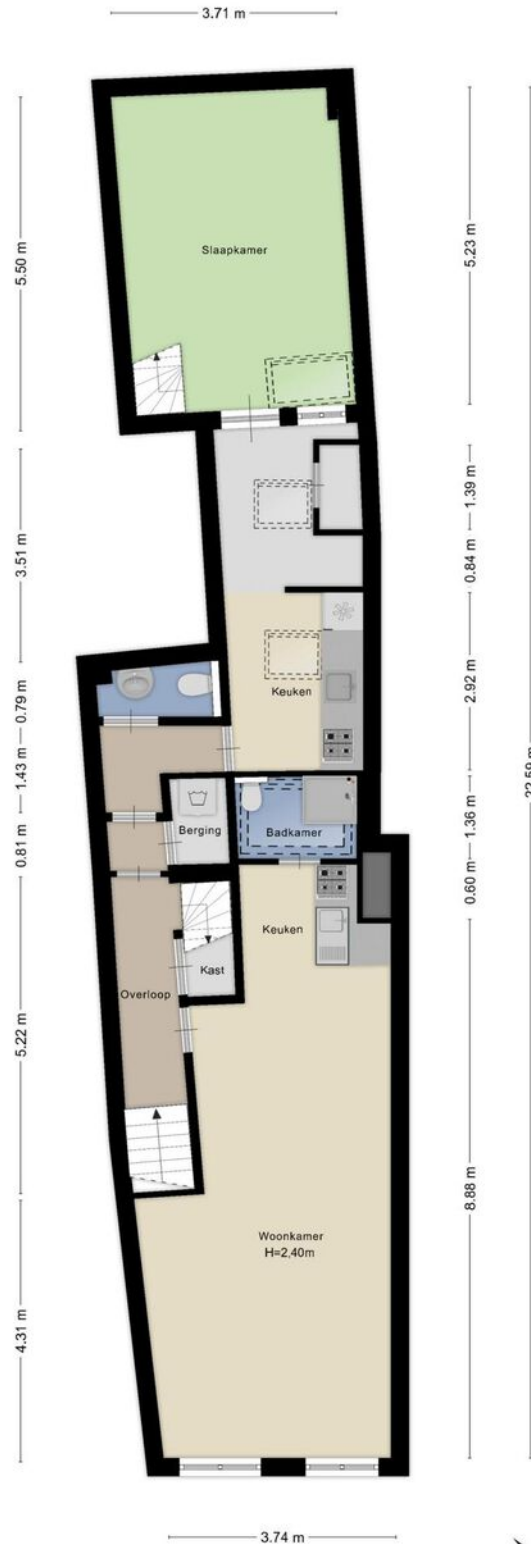 3.71 m
5.50 m
5.23 m
Slaapkamer
3.51 m
1.39 m
0.84 m
2.92 m
Keuken
0.79 m
1.43 m
22.59 m
1.36 m
Berging
Badkamer
0.81 m
0.60 m
Keuken
Kast
Overloop
5.22 m
8.88 m
Woonkamer
H=2,40m
4.31 m
3.74 m